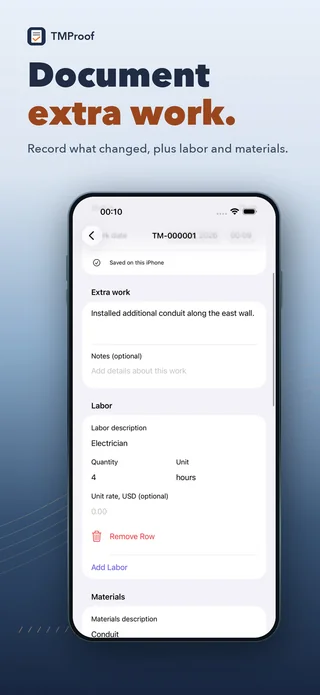 TMProof
Document
extra work.
Record what changed, plus labor and materials.
00:10
TM-000001
Saved on this iPhone
Extra work
Installed additional conduit along the east wall.
Notes (optional)
Add details about this work
Labor
Labor description
Electrician
Quantity
Unit
4
hours
Unit rate, USD (optional)
0.00
Remove Row
Add Labor
Materials
Materials description
Conduit